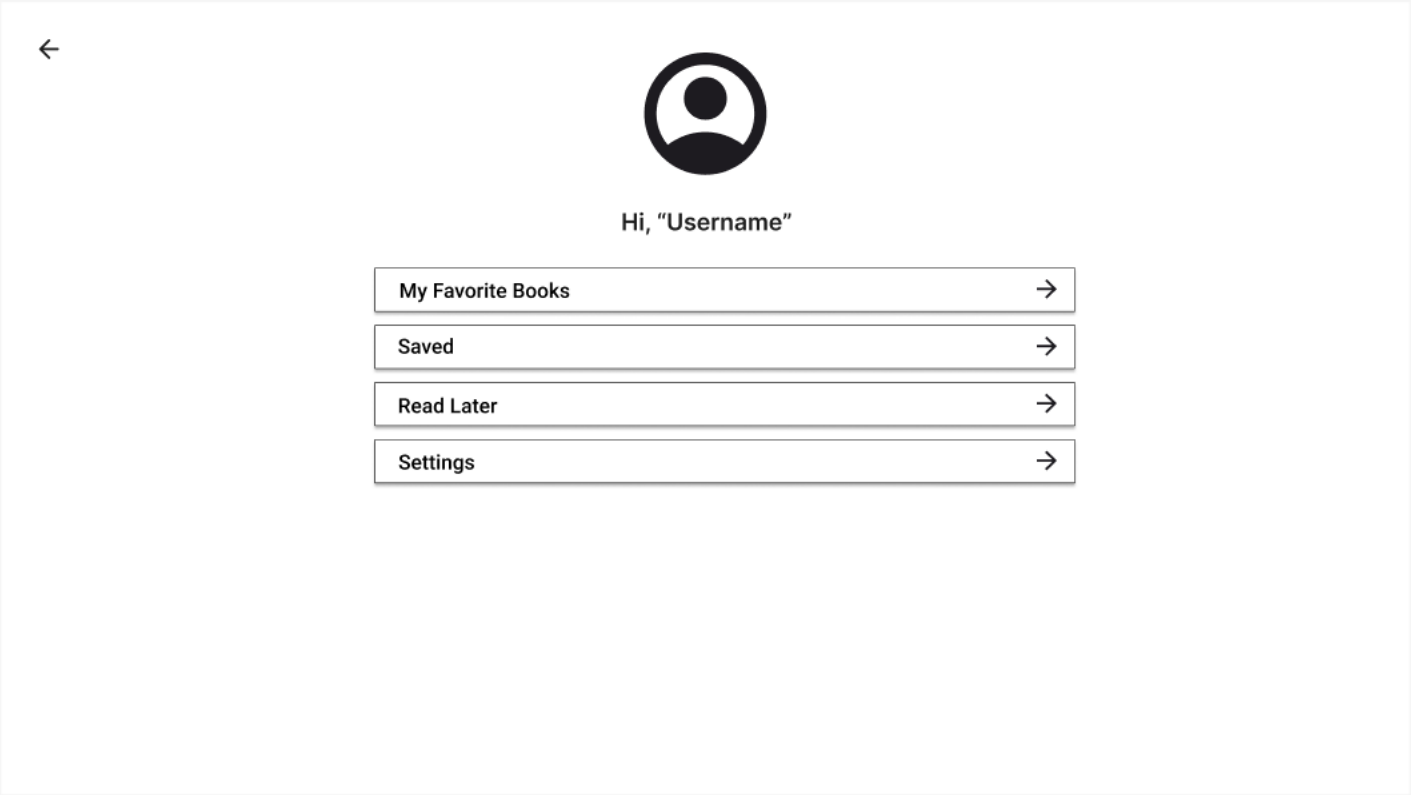 Hi, “Username”
My Favorite Books
Saved
Read Later
Settings